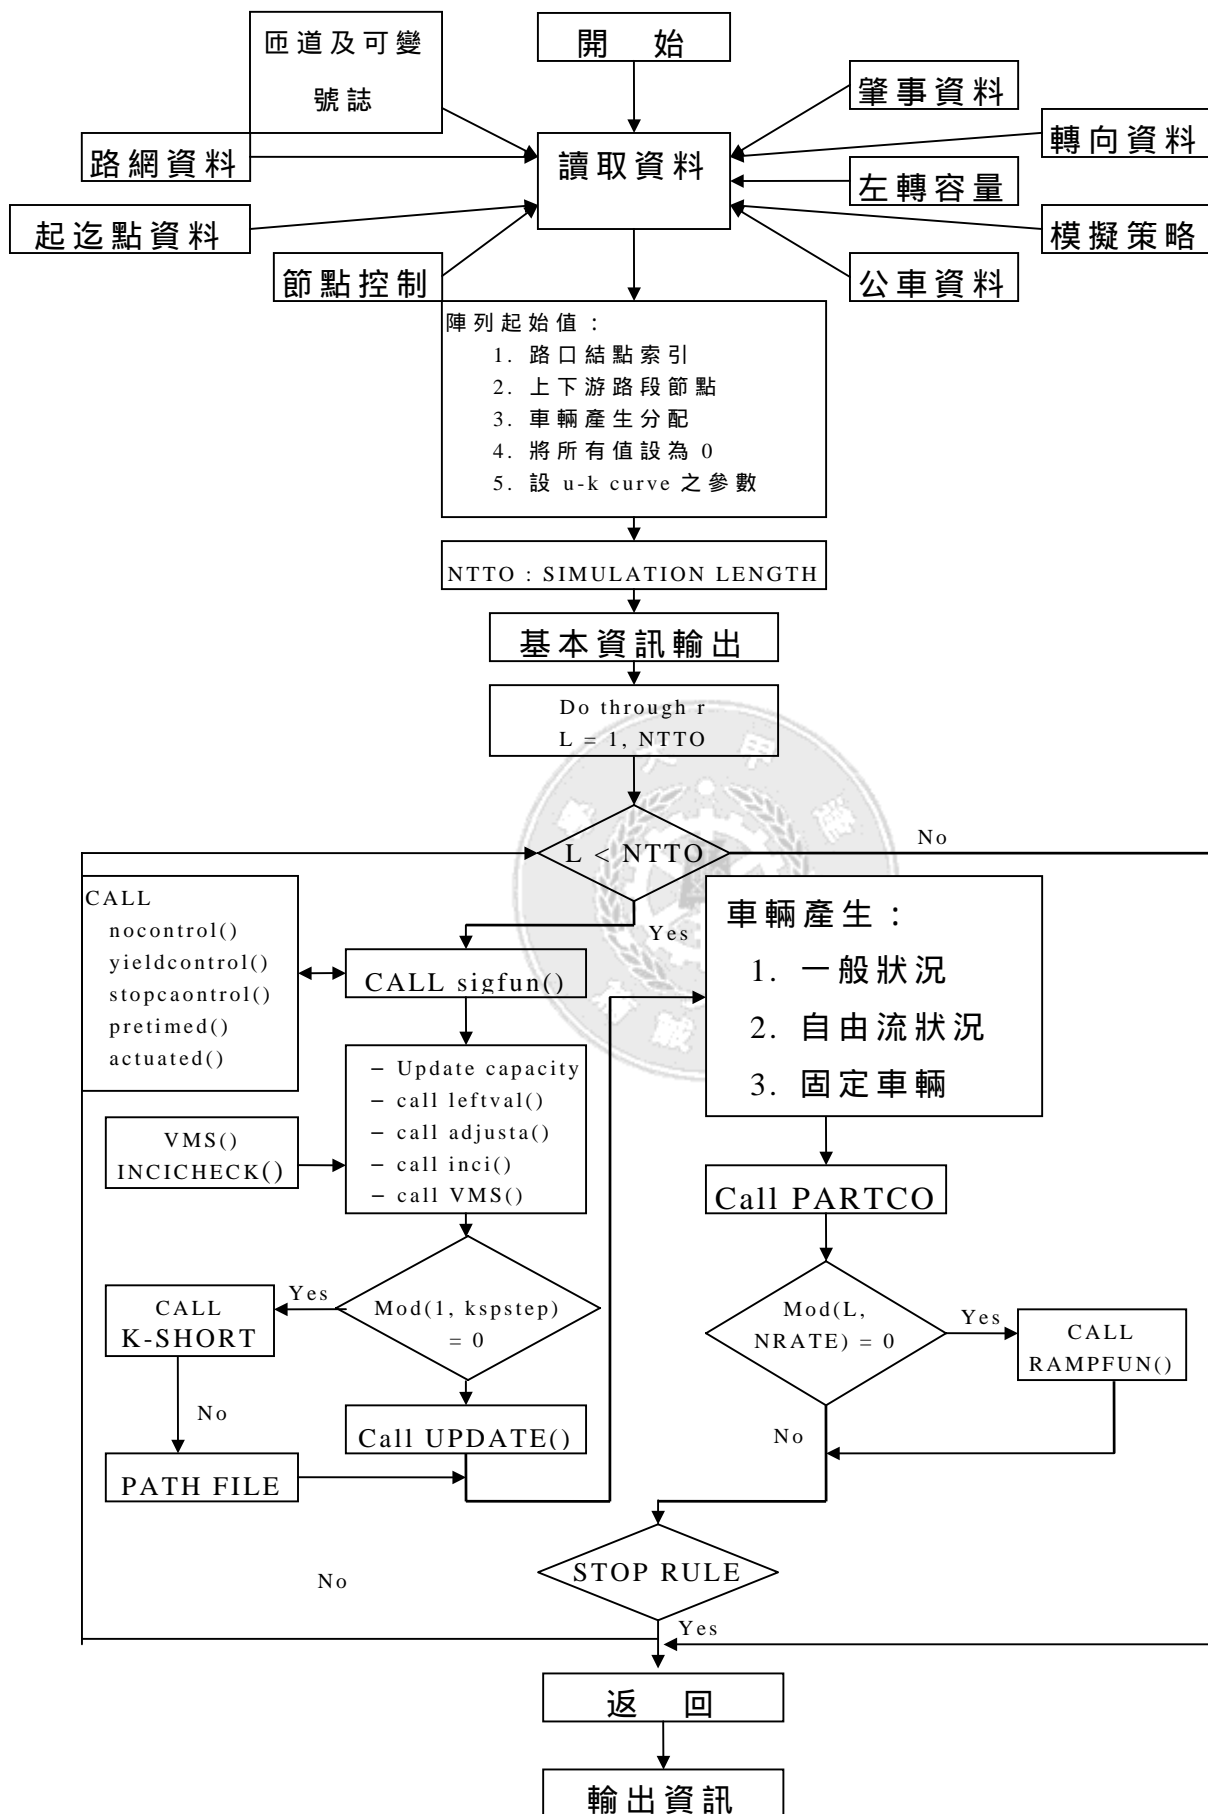 匝道及可變
號誌
開 始
肇事資料
轉向資料
路網資料
讀取資料
左轉容量
起迄點資料
模擬策略
節點控制
公車資料
陣列起始值：
1. 路口結點索引
2. 上下游路段節點
3. 車輛產生分配
4. 將所有值設為 0
5. 設 u-k curve 之參數
NTTO : SIMULATION LENGTH
基本資訊輸出
Do through r
L = 1, NTTO
L < NTTO
No
Yes
CALL
nocontrol()
yieldcontrol()
stopcaontrol()
pretimed()
actuated()
CALL sigfun()
車輛產生：
1. 一般狀況
2. 自由流狀況
3. 固定車輛
– Update capacity
– call leftval()
– call adjusta()
– call inci()
– call VMS()
VMS()
INCICHECK()
Call PARTCO
Mod(1, kspstep)
= 0
Yes
CALL
K-SHORT
Mod(L,
NRATE) = 0
Yes
CALL
RAMPFUN()
No
Call UPDATE()
No
PATH FILE
STOP RULE
No
Yes
返 回
輸出資訊